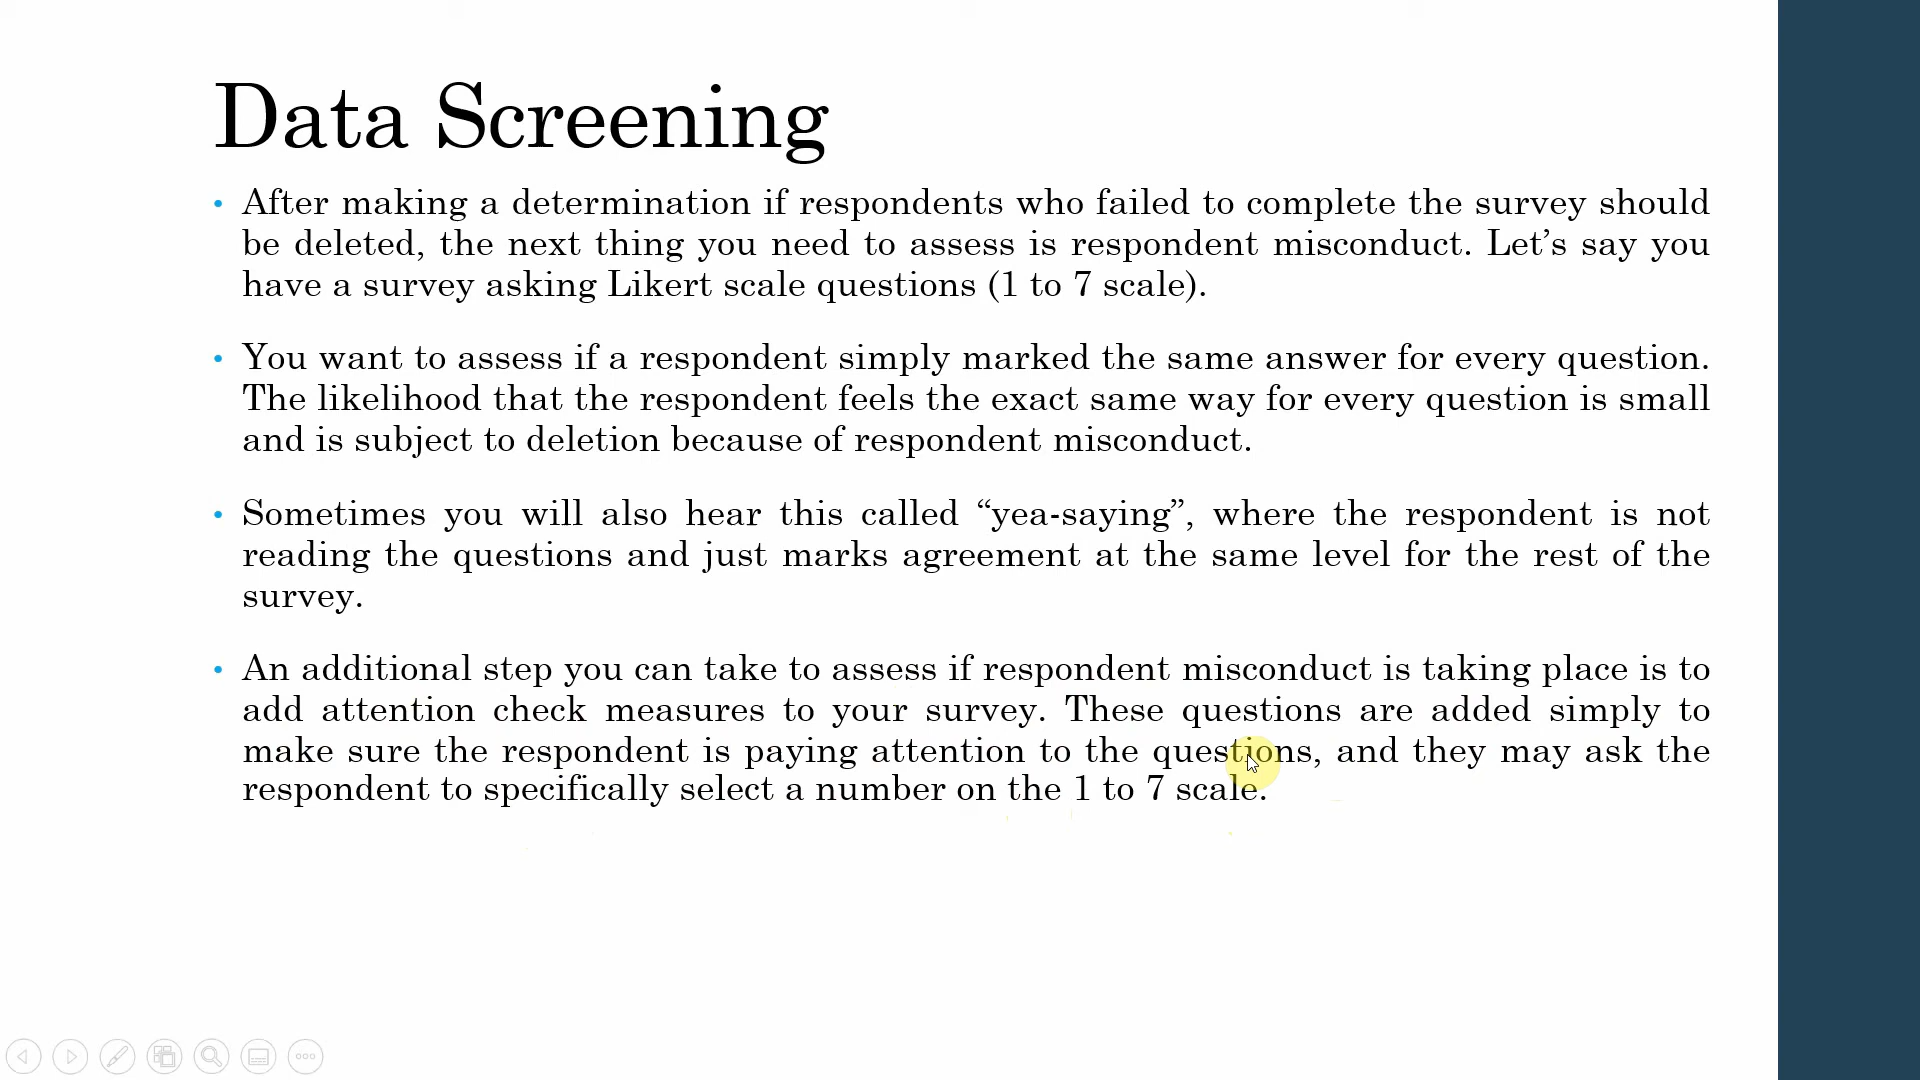 Data Screening
• After making a determination if respondents who failed to complete the survey should
be deleted, the next thing you need to assess is respondent misconduct. Let’s say you
have a survey asking Likert scale questions (1 to 7 scale).
• You want to assess if a respondent simply marked the same answer for every question.
The likelihood that the respondent feels the exact same way for every question is small
and is subject to deletion because of respondent misconduct.
• Sometimes you will also hear this called “yea-saying”, where the respondent is not
reading the questions and just marks agreement at the same level for the rest of the
survey.
• An additional step you can take to assess if respondent misconduct is taking place is to
add attention check measures to your survey. These questions are added simply to
make sure the respondent is paying attention to the questions, and they may ask the
respondent to specifically select a number on the 1 to 7 scale.